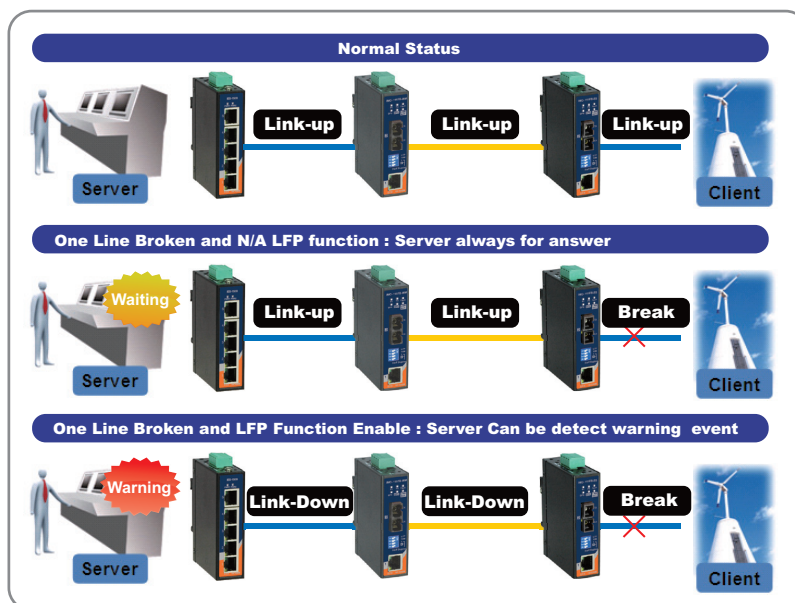 Normal Status
Link-up
Link-up
Link-up
Server
Client
One Line Broken and N/A LFP function : Server always for answer
Waiting
Link-up
Link-up
Break
Server
Client
One Line Broken and LFP Function Enable : Server Can be detect warning event
Warning
Link-Down
Link-Down
Break
Server
Client